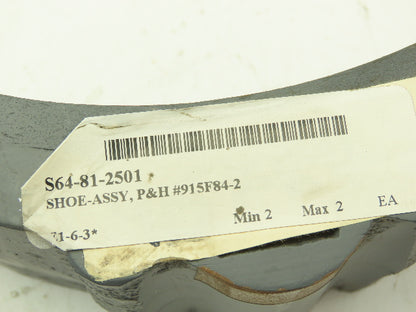 S64-81-2501
SHOE-ASSY, P&H #915F84-2
Min 2 Max 2 EA
71-6-3*